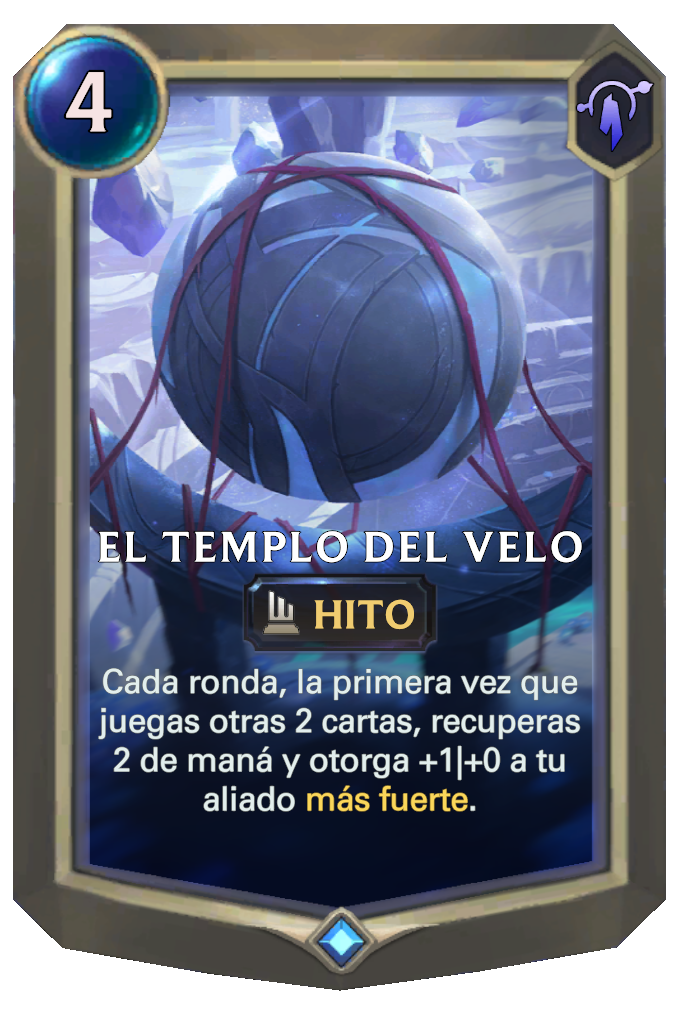 4
EL TEMPLO DEL VELO
HITO
Cada ronda, la primera vez que
juegas otras 2 cartas, recuperas
2 de maná y otorga +1|+0 a tu
aliado más fuerte.